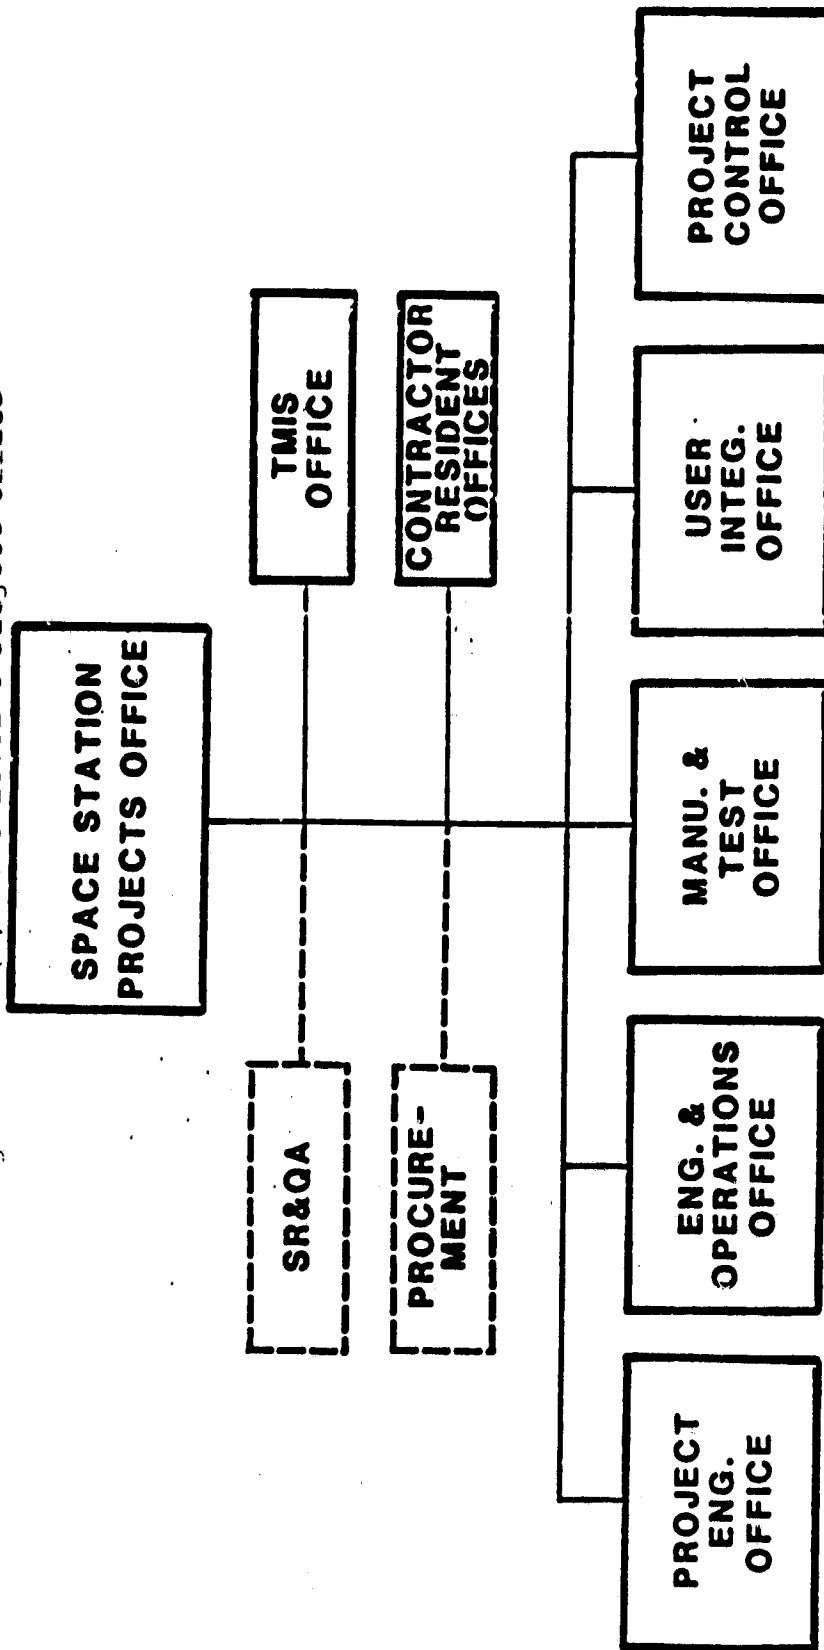 SPACE STATION
PROJECTS OFFICE
SR&QA
TMIS
OFFICE
PROCURE-
MENT
CONTRACTOR
RESIDENT
OFFICES
PROJECT
ENG.
OFFICE
ENG. &
OPERATIONS
OFFICE
MANU. &
TEST
OFFICE
USER
INTEG.
OFFICE
PROJECT
CONTROL
OFFICE